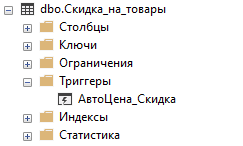 dbo.Скидка_на_товары
Столбцы
Ключи
Ограничения
Триггеры
АвтоЦена_Скидка
Индексы
Статистика